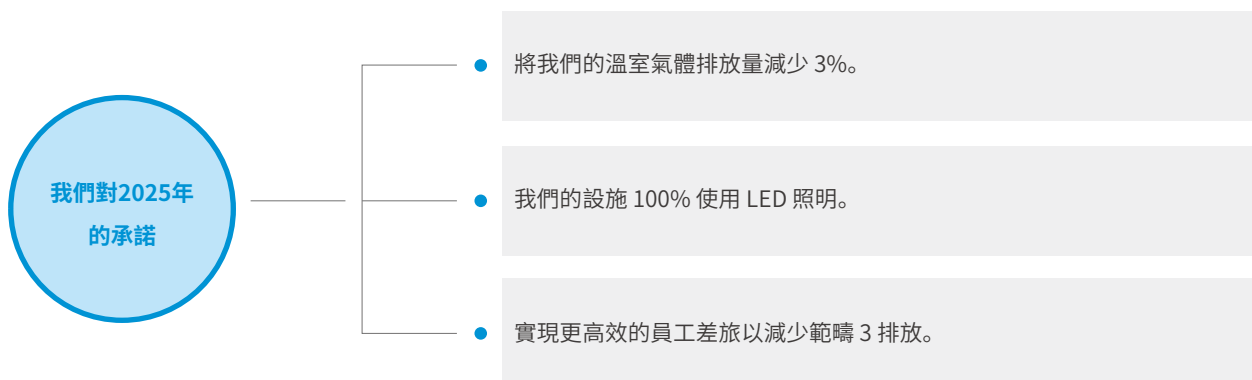 我們對2025年
的承諾
將我們的溫室氣體排放量減少 3%。
我們的設施 100% 使用 LED 照明。
實現更高效的員工差旅以減少範疇 3 排放。